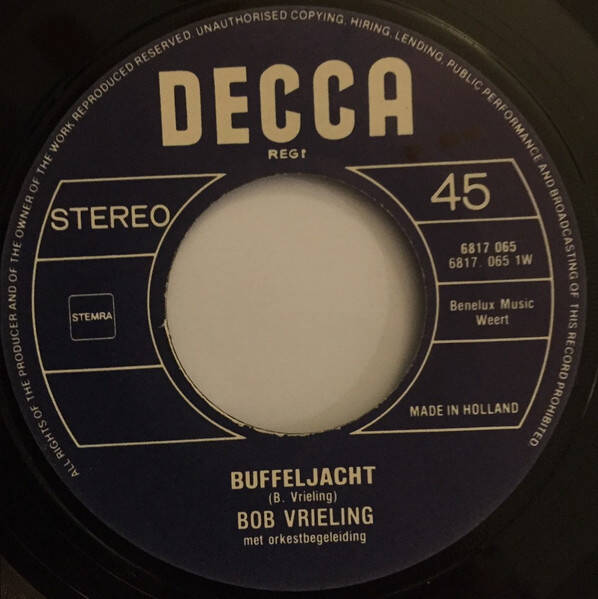 ALL RIGHTS OF THE PRODUCER AND OF THE OWNER OF THE WORK REPRODUCED RESERVED. UNAUTHORISED COPYING, HIRING, LENDING, PUBLIC PERFORMANCE AND BROADCASTING OF THIS RECORD PROHIBITED
DECCA
REGᵗ
STEREO
45
6817 065
6817. 065 1W
STEMRA
Benelux Music
Weert
MADE IN HOLLAND
BUFFELJACHT
(B. Vrieling)
BOB VRIELING
met orkestbegeleiding